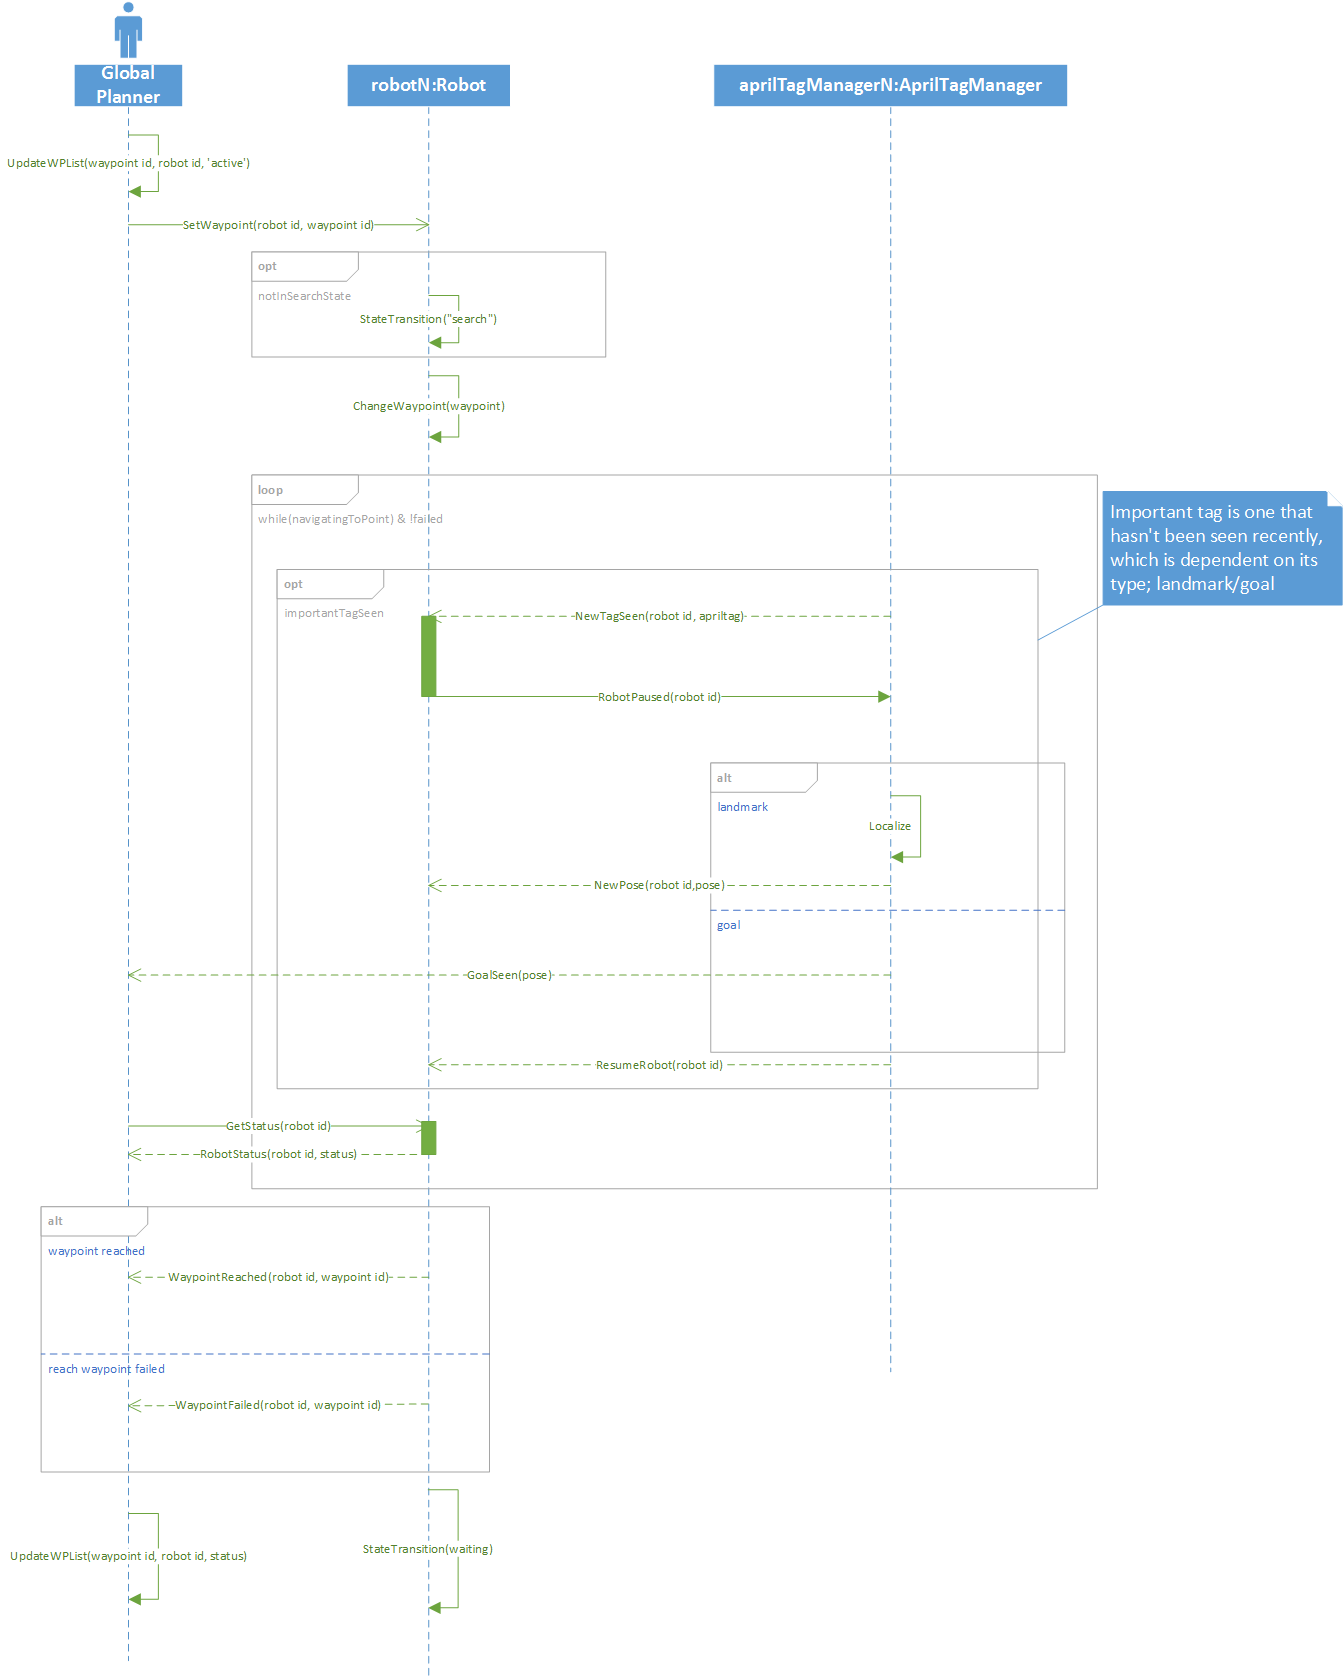 Global
Planner
robotN:Robot
aprilTagManagerN:AprilTagManager
UpdateWPList(waypoint id, robot id, 'active')
SetWaypoint(robot id, waypoint id)
opt
notInSearchState
StateTransition("search")
ChangeWaypoint(waypoint)
loop
while(navigatingToPoint) & !failed
Important tag is one that
hasn't been seen recently,
which is dependent on its
type; landmark/goal
opt
importantTagSeen
NewTagSeen(robot id, apriltag)
RobotPaused(robot id)
alt
landmark
Localize
NewPose(robot id,pose)
goal
GoalSeen(pose)
ResumeRobot(robot id)
GetStatus(robot id)
RobotStatus(robot id, status)
alt
waypoint reached
WaypointReached(robot id, waypoint id)
reach waypoint failed
WaypointFailed(robot id, waypoint id)
StateTransition(waiting)
UpdateWPList(waypoint id, robot id, status)